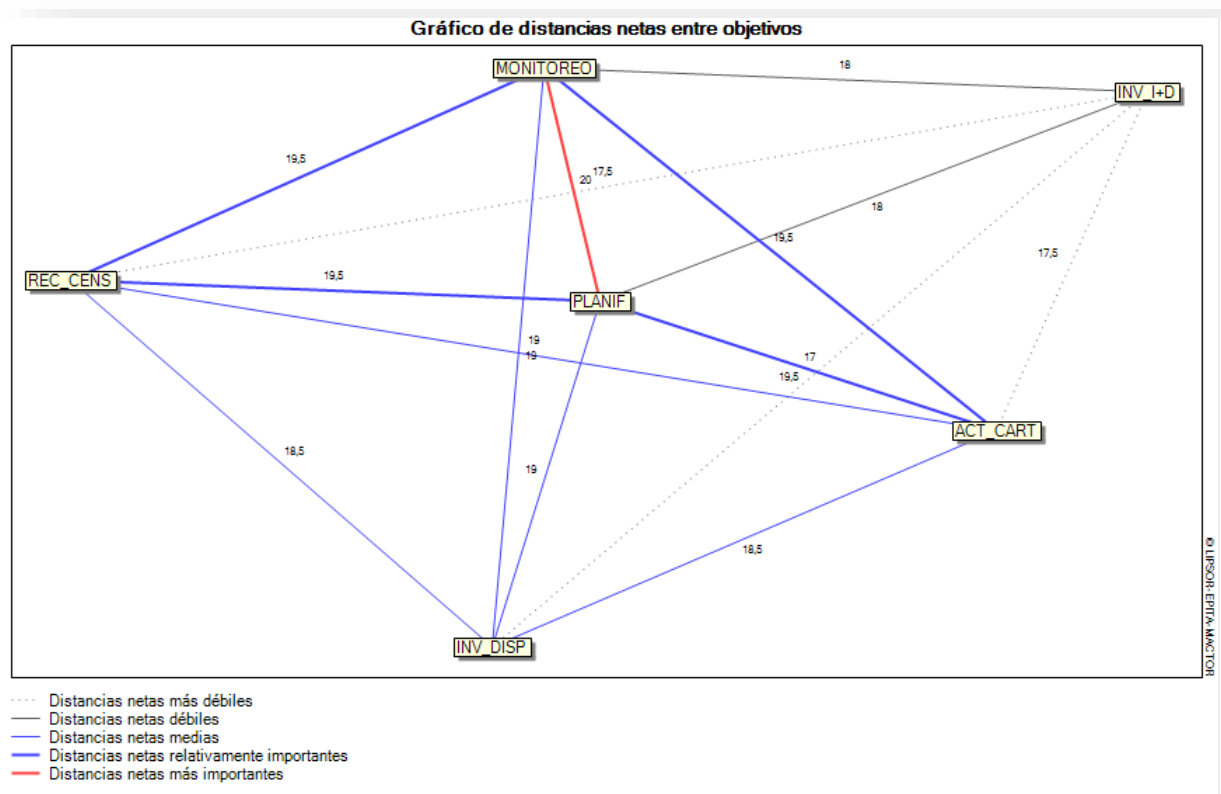 Gráfico de distancias netas entre objetivos
MONITOREO
18
INV_I+D
19,5
17,5
20
18
19,5
17,5
REC_CENS
19,5
PLANIF
19
19
17
19,5
ACT_CART
18,5
19
18,5
INV_DISP
© LIPSOR-EPITA-MACTOR
Distancias netas más débiles
Distancias netas débiles
Distancias netas medias
Distancias netas relativamente importantes
Distancias netas más importantes